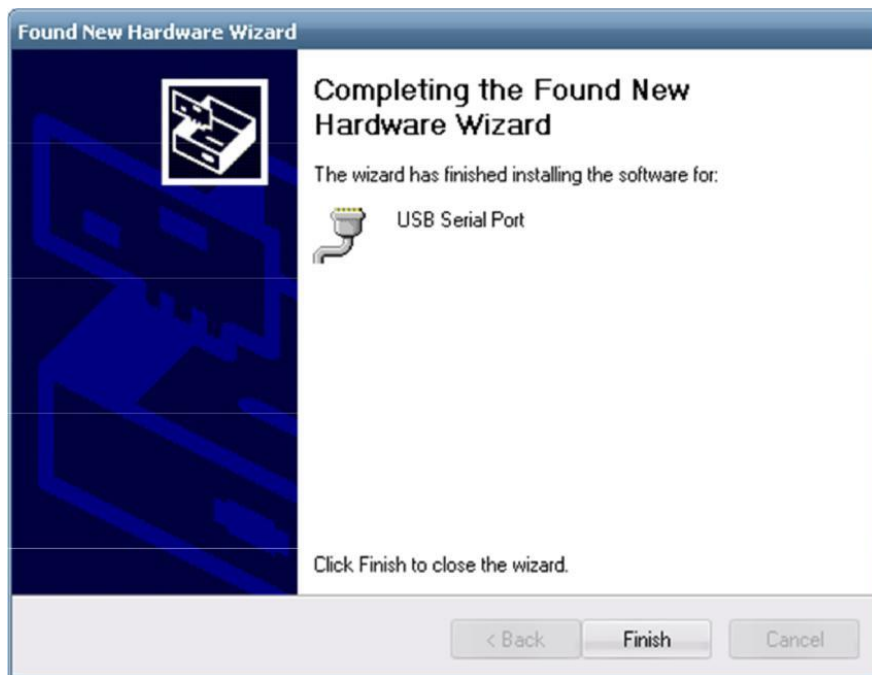 Found New Hardware Wizard
Completing the Found New
Hardware Wizard
The wizard has finished installing the software for:
USB Serial Port
Click Finish to close the wizard.
< Back
Finish
Cancel